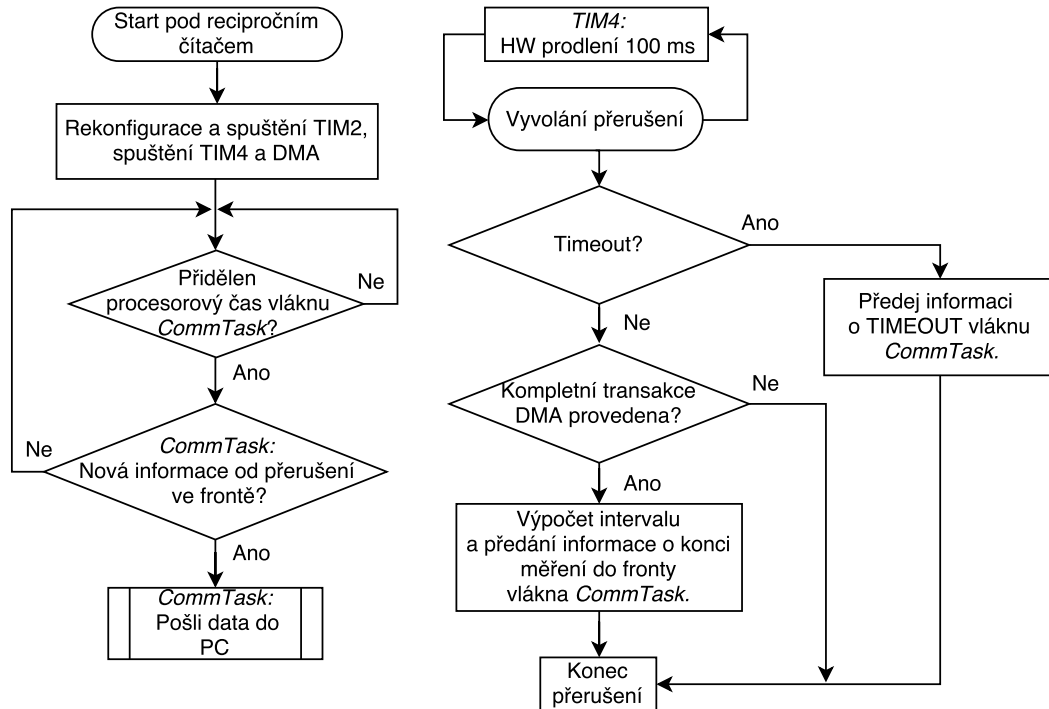 Start pod recipročním
čítačem
Rekonfigurace a spuštění TIM2,
spuštění TIM4 a DMA
Přidělen
procesorový čas vláknu
CommTask?
Ne
Ano
CommTask:
Nová informace od přerušení
ve frontě?
Ne
Ano
CommTask:
Pošli data do
PC
TIM4:
HW prodlení 100 ms
Vyvolání přerušení
Timeout?
Ano
Ne
Předej informaci
o TIMEOUT vláknu
CommTask.
Kompletní transakce
DMA provedena?
Ne
Ano
Výpočet intervalu
a předání informace o konci
měření do fronty
vlákna CommTask.
Konec
přerušení